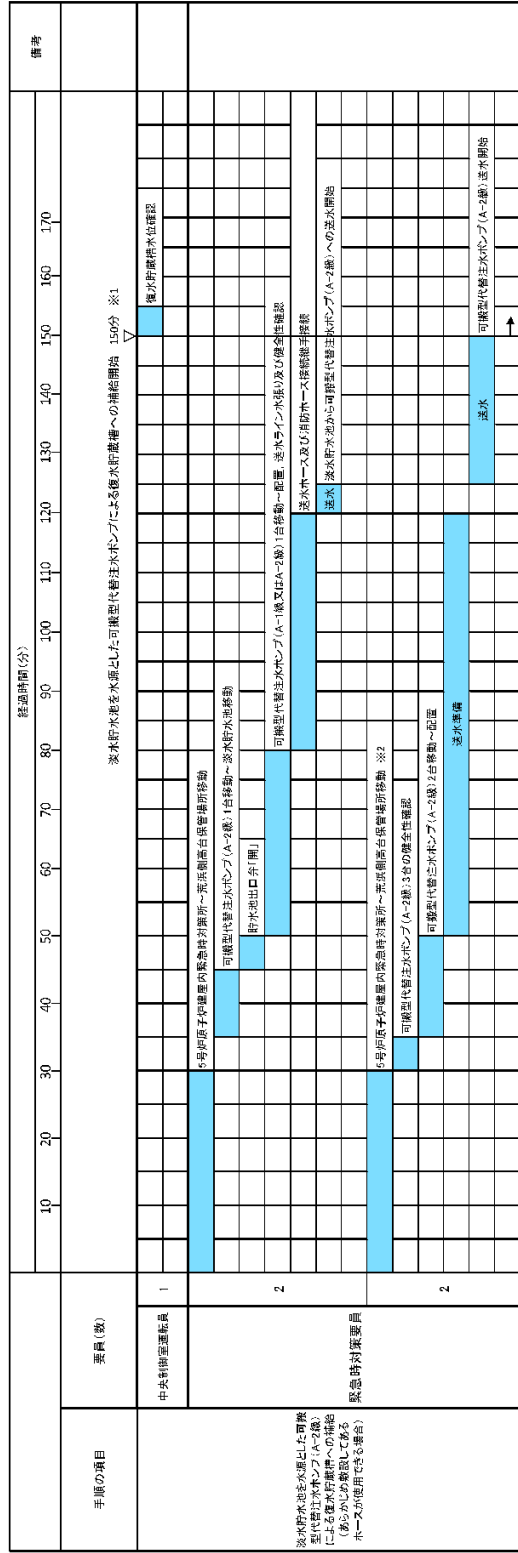 手順の項目
要員(数)
経過時間(分)
備考
10
20
30
40
50
60
70
80
90
100
110
120
130
140
150
160
170
淡水貯水池を水源とした可搬型代替注水ポンプによる復水貯蔵槽への補給開始 150分 ※1
淡水貯水池を水源とした可搬
型代替注水ポンプ(A-2級)
による復水貯蔵槽への補給
(あらかじめ敷設してある
ホースが使用できる場合)
中央制御室運転員
1
復水貯蔵槽水位確認
緊急時対策要員
2
5号炉原子炉建屋内緊急時対策所~荒浜側高台保管場所移動
可搬型代替注水ポンプ(A-2級)1台移動~淡水貯水池移動
貯水池出口弁「開」
可搬型代替注水ポンプ(A-1級又はA-2級)1台移動~配置、送水ライン水張り及び健全性確認
送水ホース及び消防ホース接続継手接続
送水
淡水貯水池から可搬型代替注水ポンプ(A-2級)への送水開始
2
5号炉原子炉建屋内緊急時対策所~荒浜側高台保管場所移動 ※2
可搬型代替注水ポンプ(A-2級)3台の健全性確認
可搬型代替注水ポンプ(A-2級)2台移動~配置
送水準備
送水
可搬型代替注水ポンプ(A-2級)送水開始